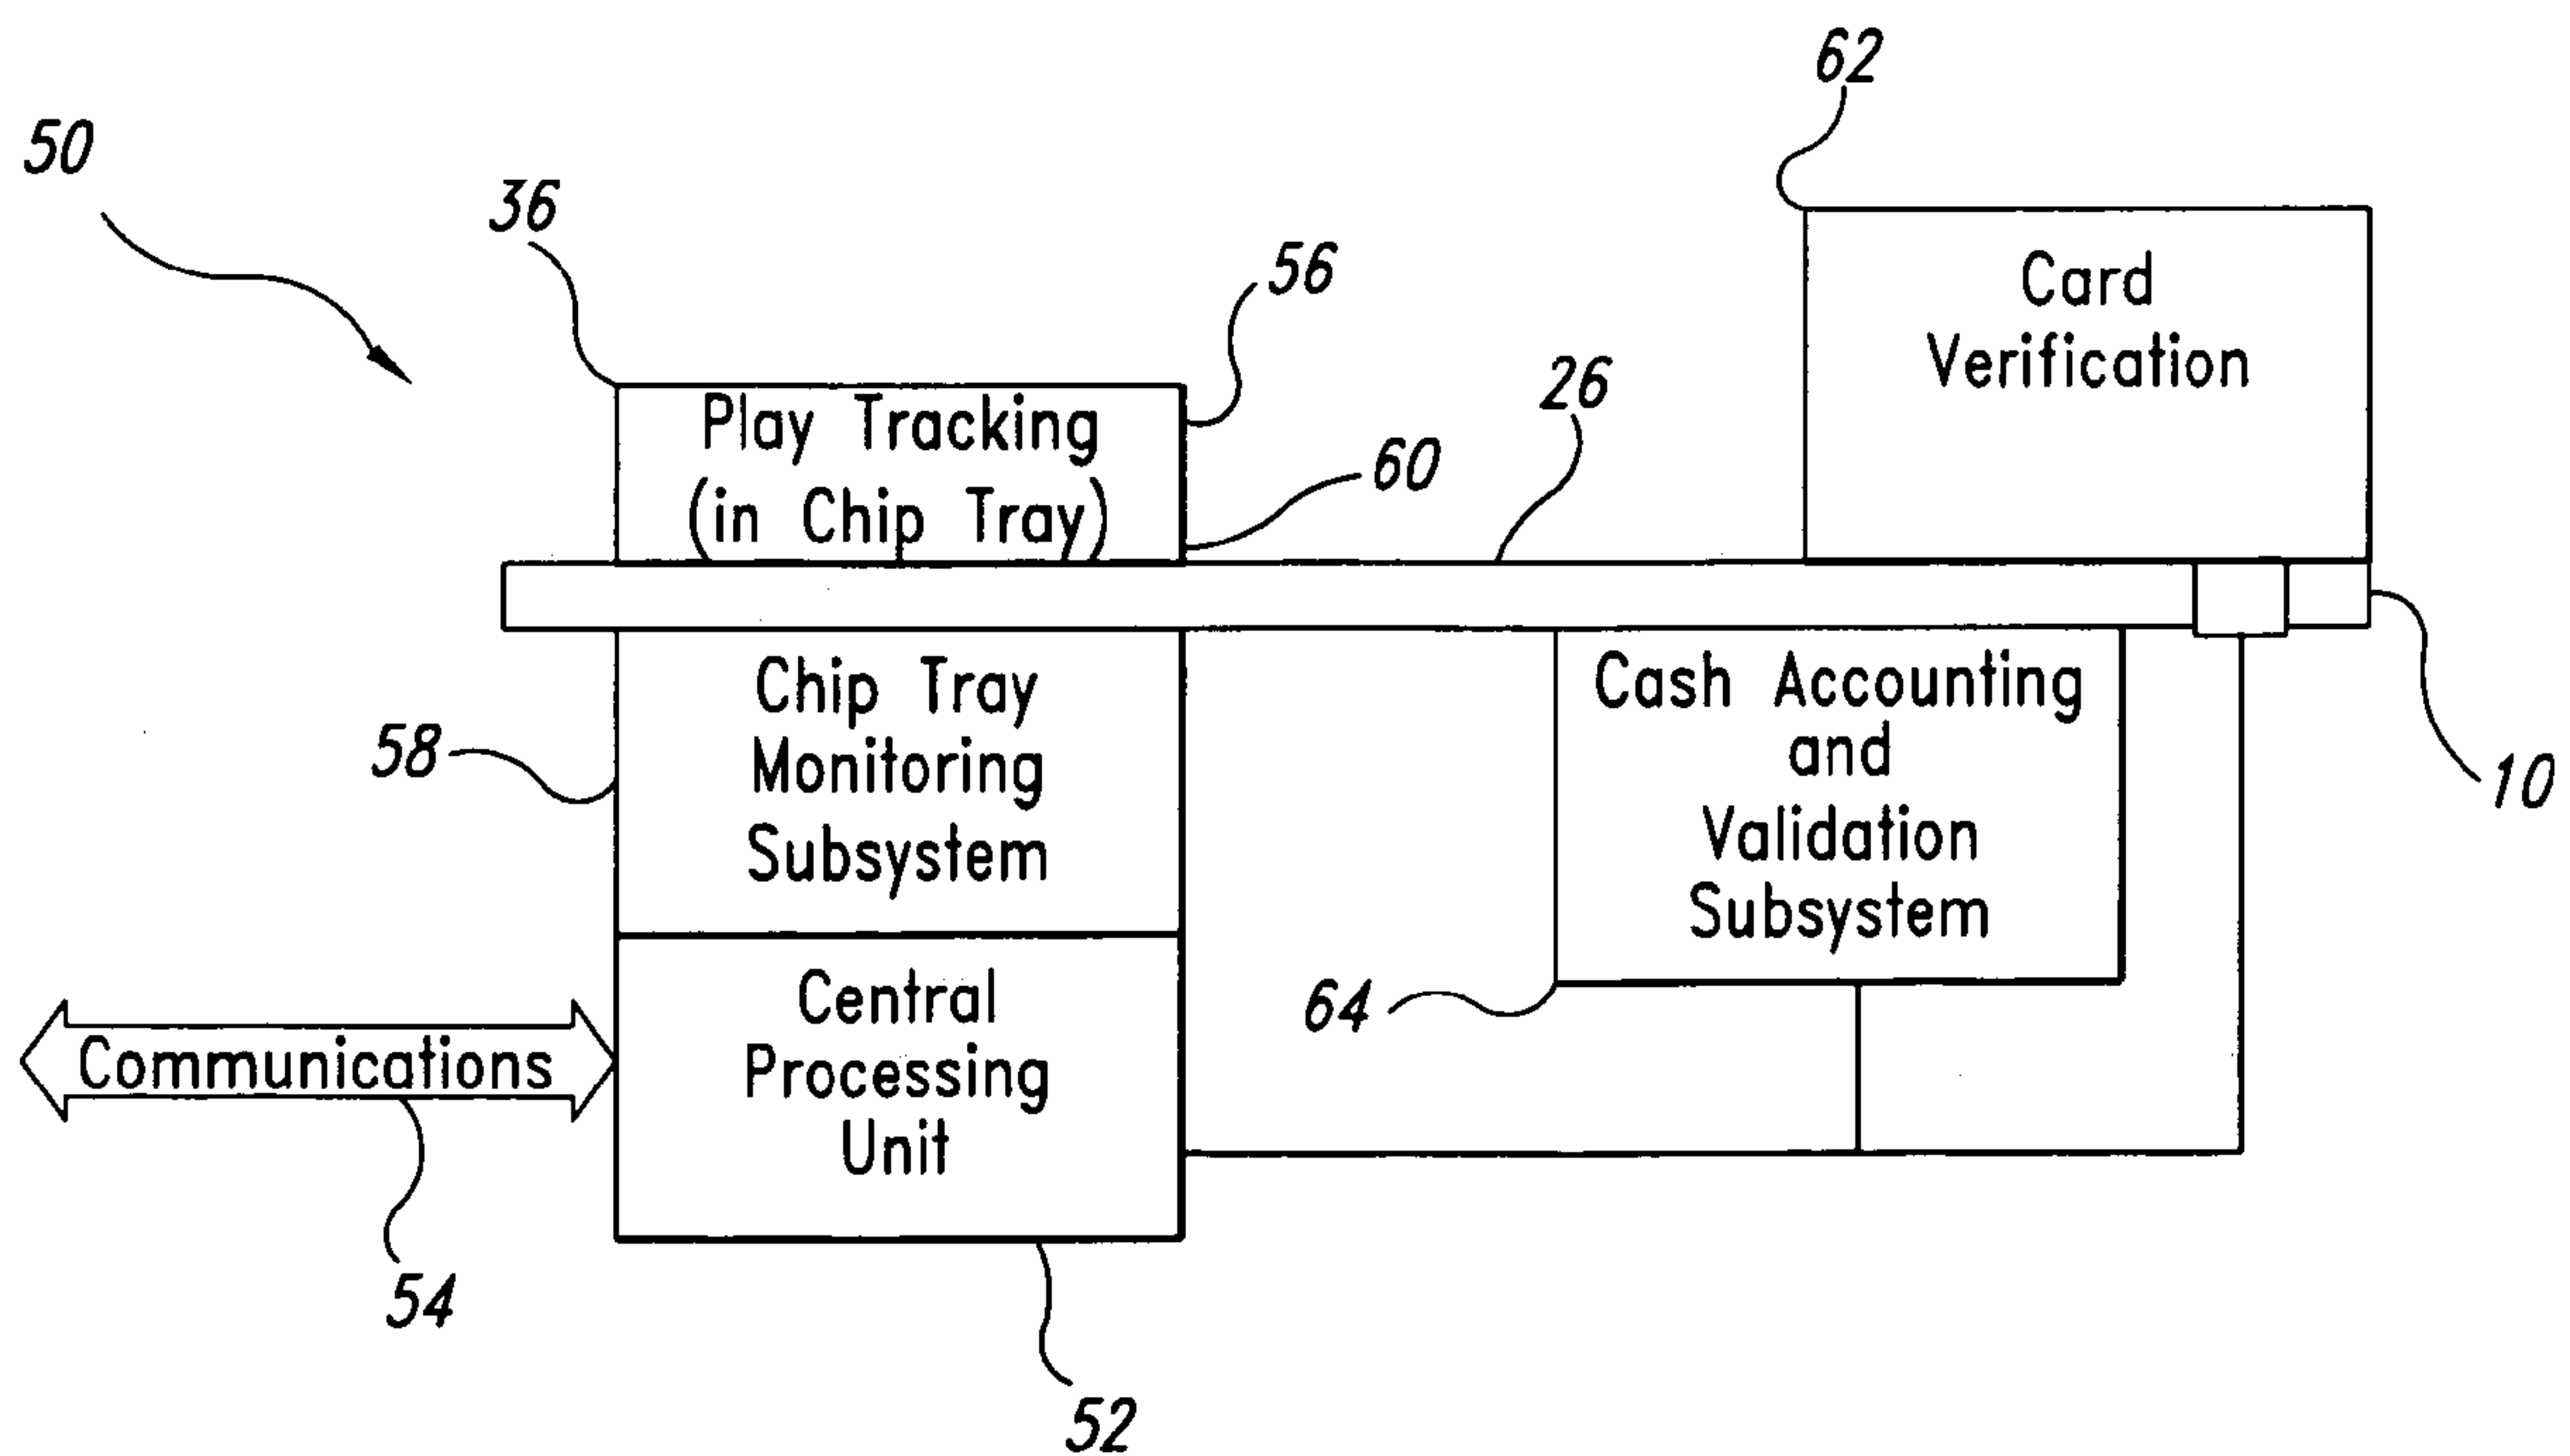 62
50
36
56
Card
Verification
26
Play Tracking
(in Chip Tray)
60
Chip Tray
Monitoring
Subsystem
58
Cash Accounting
and
Validation
Subsystem
10
64
Central
Processing
Unit
Communications
54
52